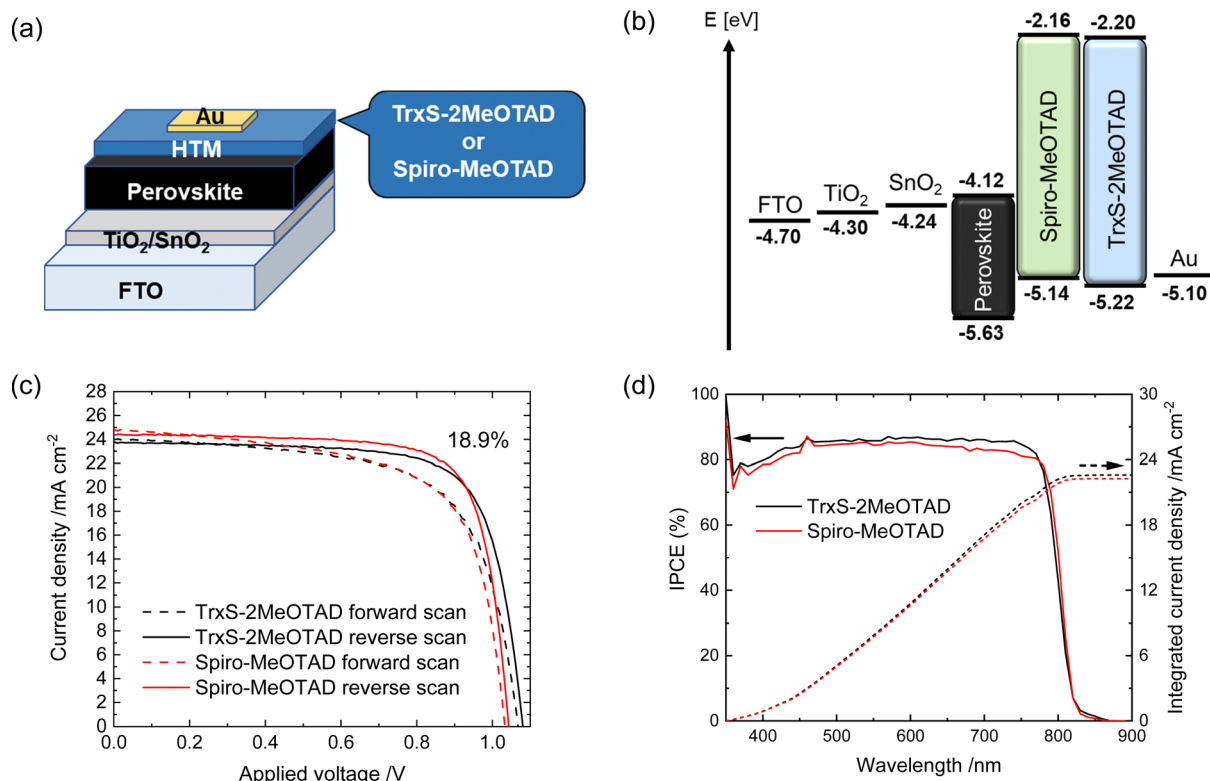 (a)
Au
HTM
Perovskite
TiO₂/SnO₂
FTO
TrxS-2MeOTAD
or
Spiro-MeOTAD
(b)
E [eV]
FTO
-4.70
TiO₂
-4.30
SnO₂
-4.24
-4.12
Perovskite
-5.63
-2.16
Spiro-MeOTAD
-5.14
-2.20
TrxS-2MeOTAD
-5.22
Au
-5.10
(c)
28
26
24
22
20
18
16
14
12
10
8
6
4
2
0
Current density /mA cm⁻²
18.9%
TrxS-2MeOTAD forward scan
TrxS-2MeOTAD reverse scan
Spiro-MeOTAD forward scan
Spiro-MeOTAD reverse scan
0.0 0.2 0.4 0.6 0.8 1.0
Applied voltage /V
(d)
100
80
60
40
20
0
IPCE (%)
TrxS-2MeOTAD
Spiro-MeOTAD
30
24
18
12
6
0
Integrated current density /mA cm⁻²
400 500 600 700 800 900
Wavelength /nm